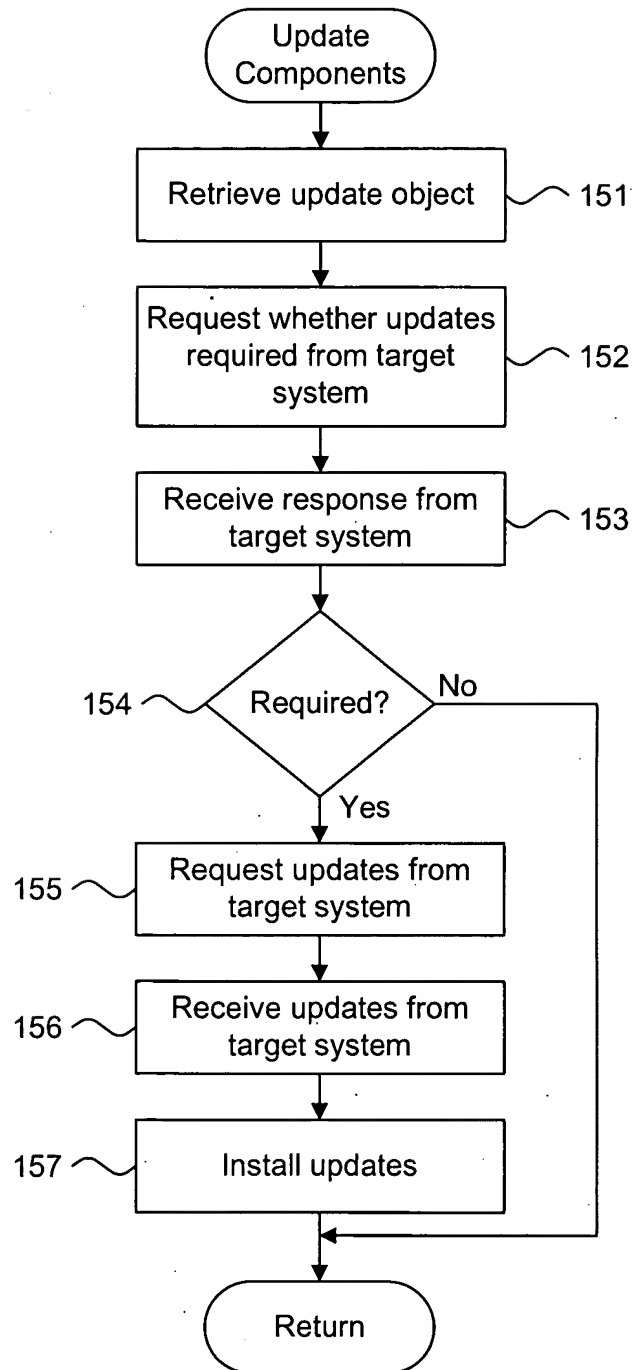 Update
Components
Retrieve update object
151
Request whether updates
required from target
system
152
Receive response from
target system
153
154
Required?
No
Yes
155
Request updates from
target system
156
Receive updates from
target system
157
Install updates
Return